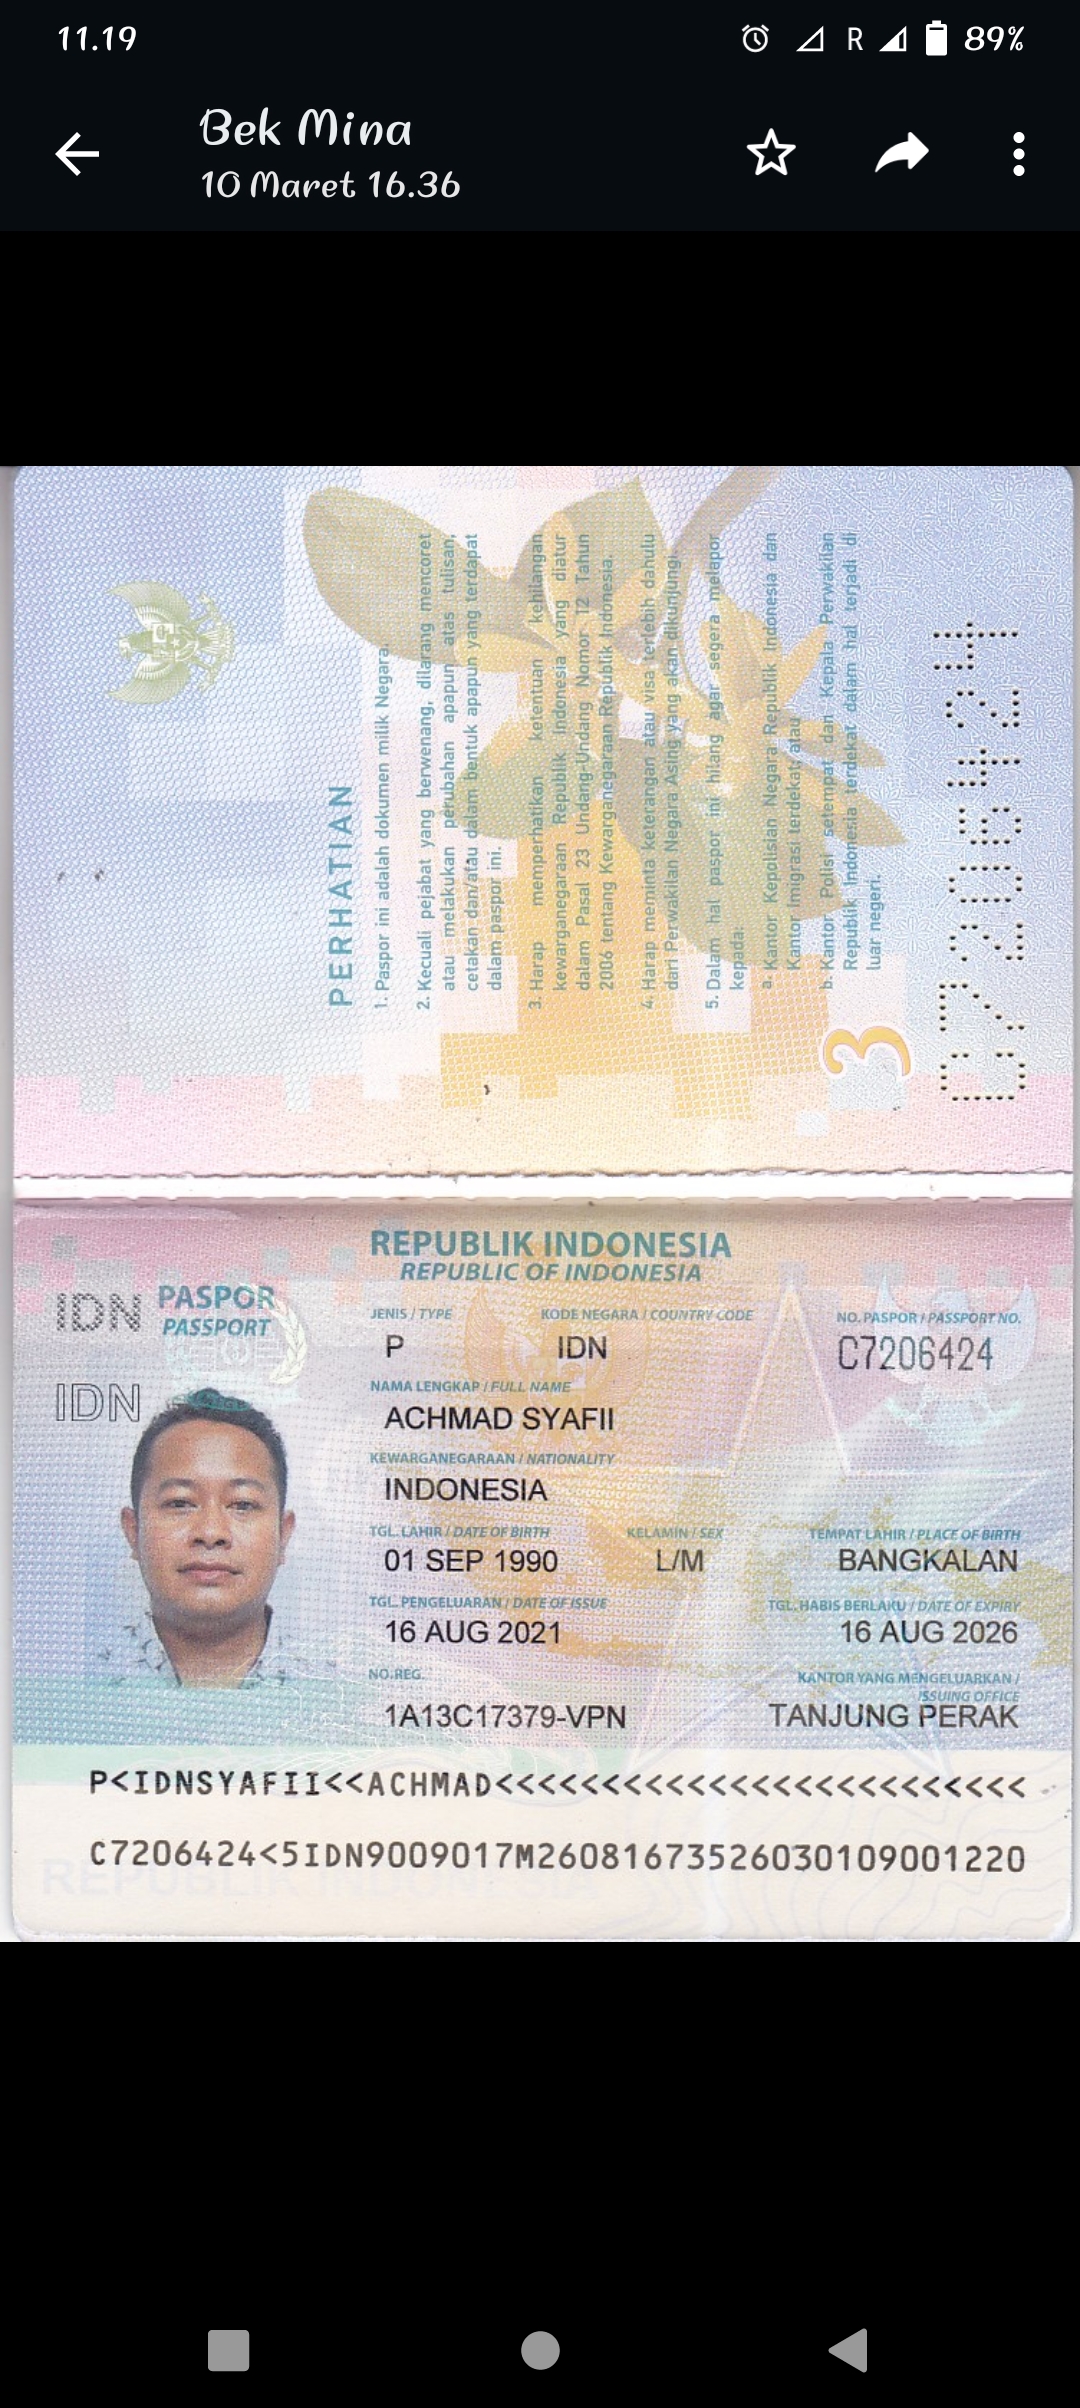 11.19
R 89%
Bek Mina
10 Maret 16.36
PERHATIAN
1. Paspor ini adalah dokumen milik Negara.
2. Kecuali pejabat yang berwenang, dilarang mencoret
atau melakukan perubahan apapun atas tulisan,
cetakan dan/atau dalam bentuk apapun yang terdapat
dalam paspor ini.
3. Harap memperhatikan ketentuan kehilangan
kewarganegaraan Republik Indonesia yang diatur
dalam Pasal 23 Undang-Undang Nomor 12 Tahun
2006 tentang Kewarganegaraan Republik Indonesia.
4. Harap meminta keterangan atau visa terlebih dahulu
dari Perwakilan Negara Asing yang akan dikunjungi.
5. Dalam hal paspor ini hilang agar segera melapor
kepada:
a. Kantor Kepolisian Negara Republik Indonesia dan
Kantor Imigrasi terdekat; atau
b. Kantor Polisi setempat dan Kepala Perwakilan
Republik Indonesia terdekat dalam hal terjadi di
luar negeri.
3
C7206424
REPUBLIK INDONESIA
REPUBLIC OF INDONESIA
IDN PASPOR
PASSPORT
IDN
JENIS / TYPE KODE NEGARA / COUNTRY CODE NO. PASPOR / PASSPORT NO.
P IDN C7206424
NAMA LENGKAP / FULL NAME
ACHMAD SYAFII
KEWARGANEGARAAN / NATIONALITY
INDONESIA
TGL. LAHIR / DATE OF BIRTH KELAMIN / SEX TEMPAT LAHIR / PLACE OF BIRTH
01 SEP 1990 L/M BANGKALAN
TGL. PENGELUARAN / DATE OF ISSUE TGL. HABIS BERLAKU / DATE OF EXPIRY
16 AUG 2021 16 AUG 2026
NO. REG. KANTOR YANG MENGELUARKAN /
ISSUING OFFICE
1A13C17379-VPN TANJUNG PERAK
P<IDNSYAFII<<ACHMAD<<<<<<<<<<<<<<<<<<<<<<<<<
C7206424<5IDN9009017M2608167352603010900122​0
REPUBLIK INDONESIA